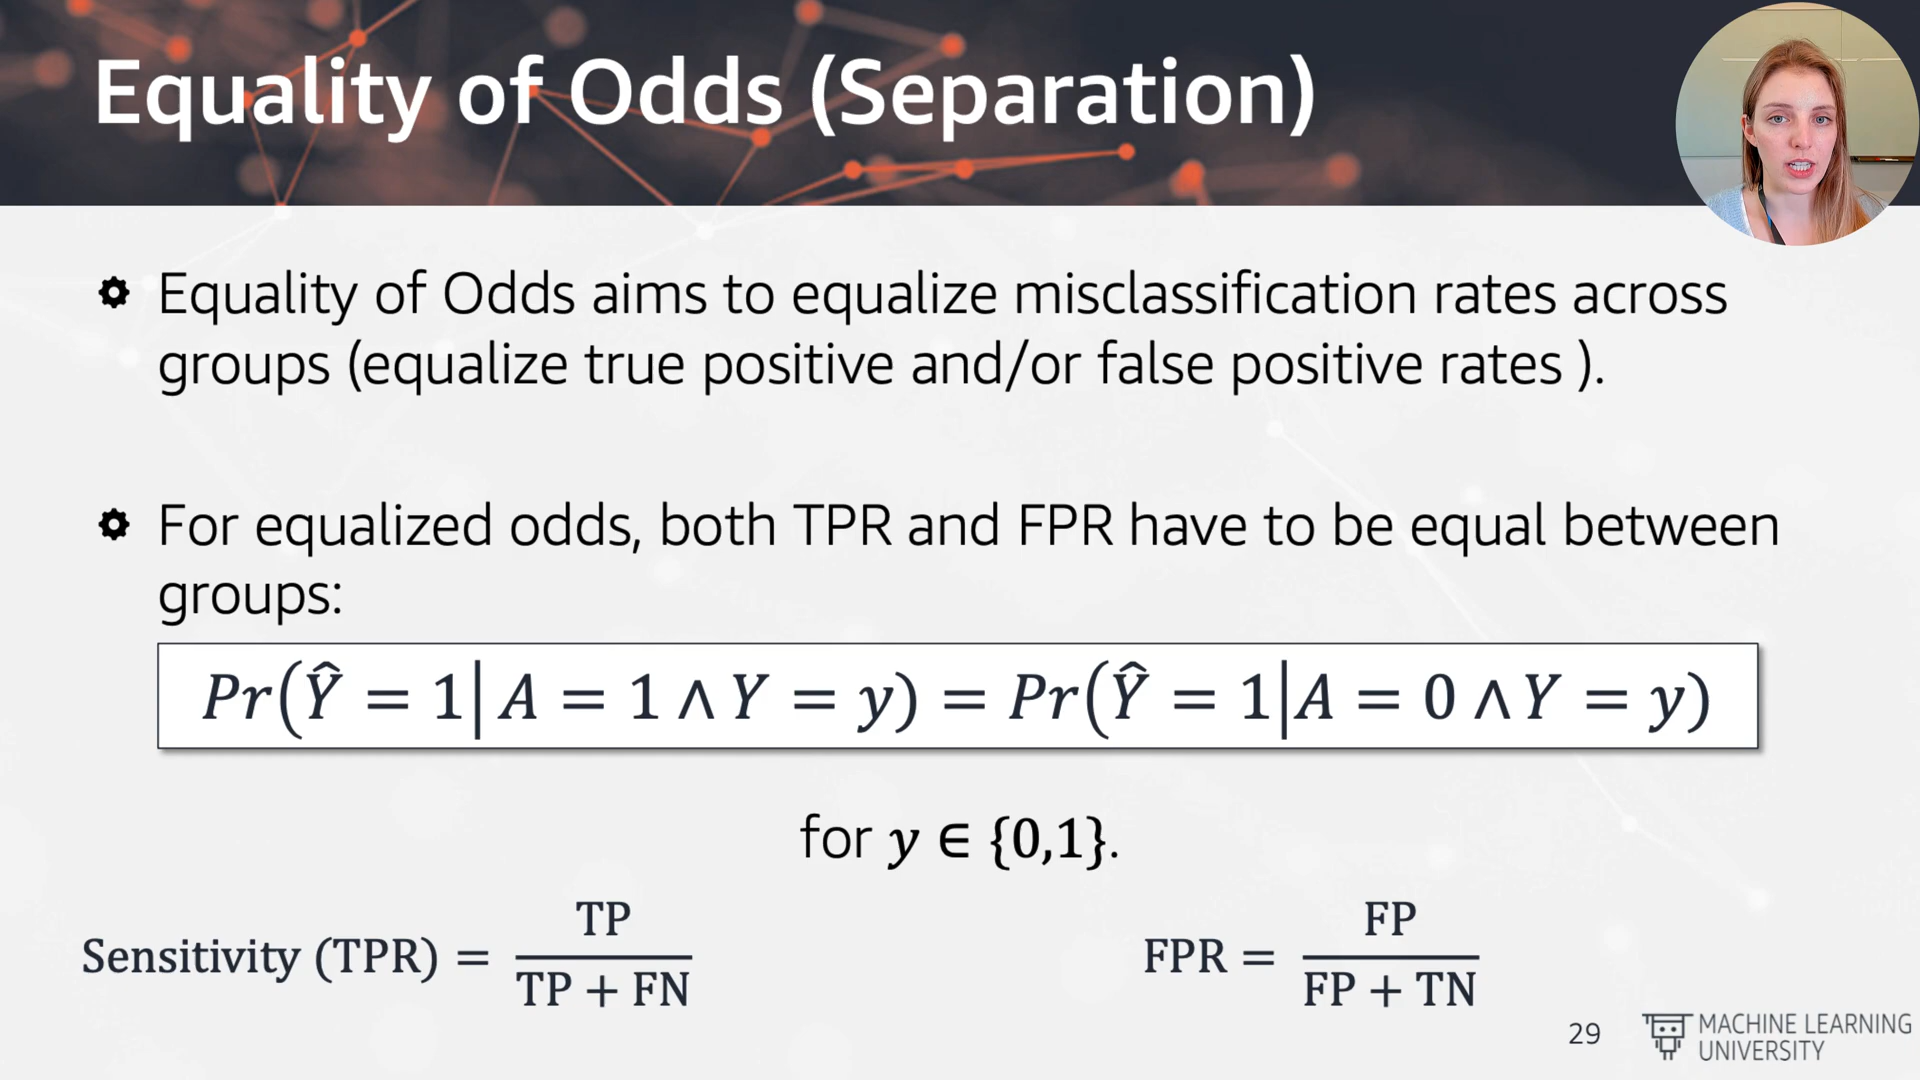 Equality of Odds (Separation)
Equality of Odds aims to equalize misclassification rates across
groups (equalize true positive and/or false positive rates ).
For equalized odds, both TPR and FPR have to be equal between
groups:
Pr(Ŷ = 1| A = 1 ∧ Y = y) = Pr(Ŷ = 1|A = 0 ∧ Y = y)
for y ∈ {0,1}.
Sensitivity (TPR) = TP / TP + FN
FPR = FP / FP + TN
29
MACHINE LEARNING
UNIVERSITY